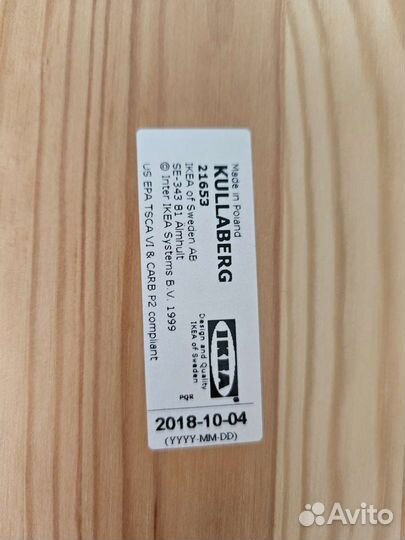 Made in Poland
KULLABERG
21653
IKEA of Sweden AB
SE-343 81 Älmhult
© Inter IKEA Systems B.V. 1999
US EPA TSCA VI & CARB P2 compliant
IKEA®
Design and Quality
IKEA of Sweden
PQR
2018-10-04
(YYYY-MM-DD)
Avito